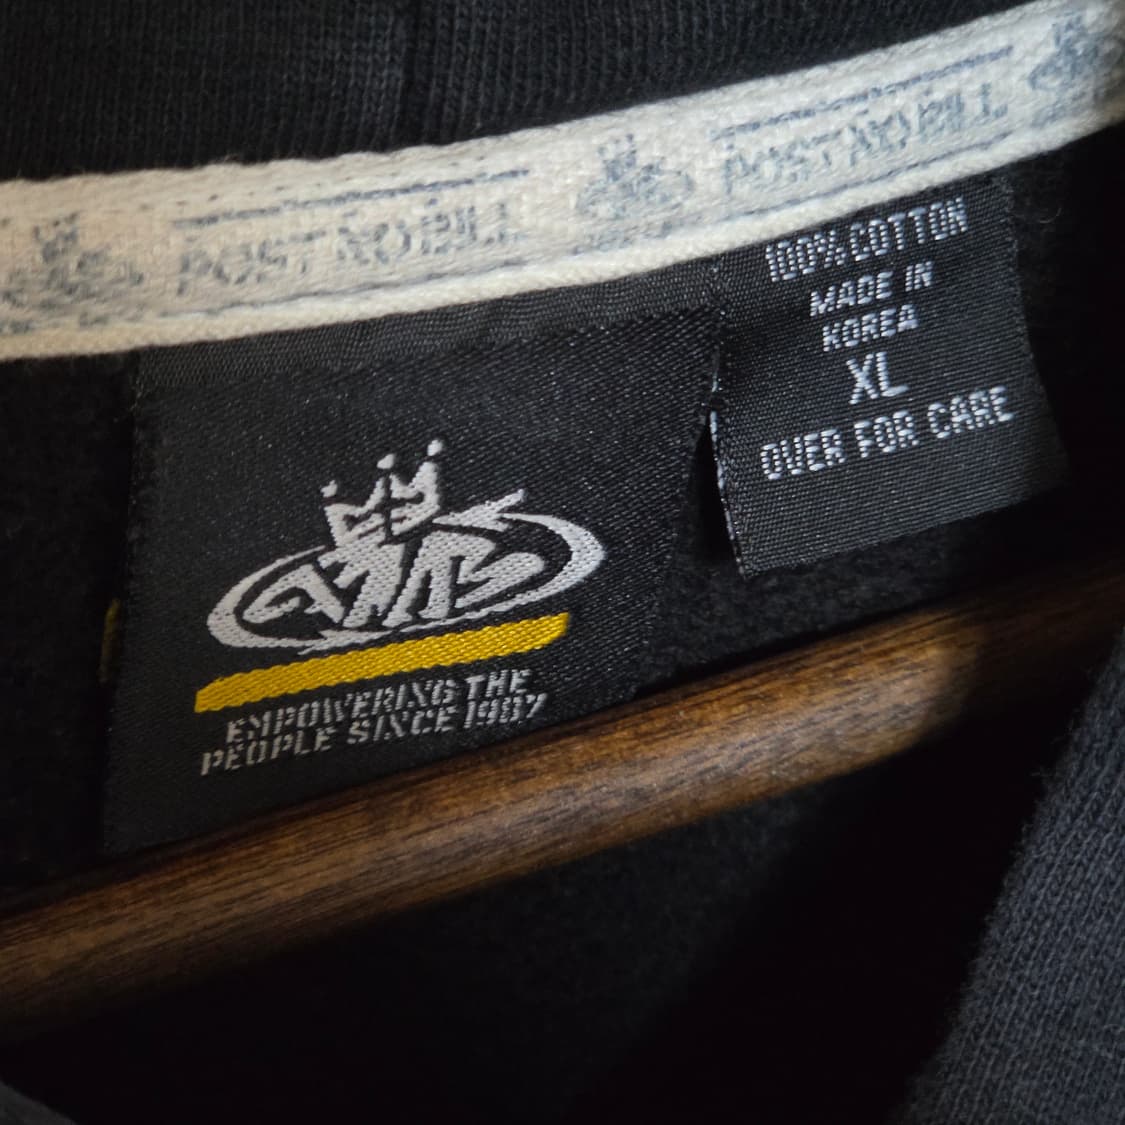 POST NO BILL
POST NO BILL
100% COTTON
MADE IN
KOREA
XL
OVER FOR CARE
EMPOWERING THE
PEOPLE SINCE 1987